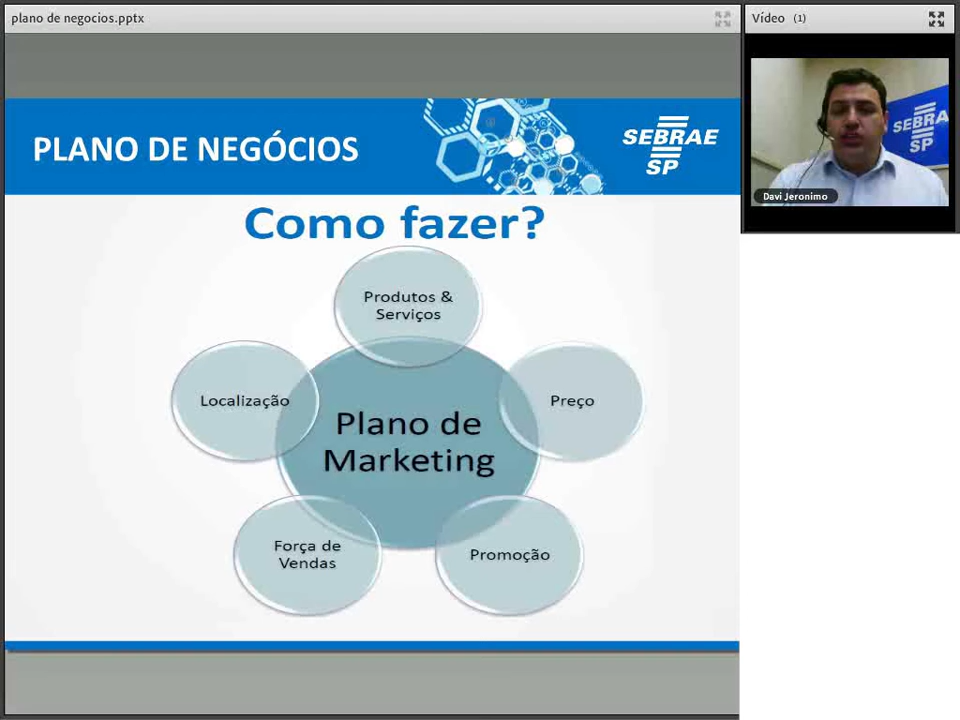 plano de negocios.pptx
Vídeo (1)
PLANO DE NEGÓCIOS
SEBRAE
SP
SEBRAE
SP
Davi Jeronimo
Como fazer?
Produtos &
Serviços
Localização
Preço
Plano de
Marketing
Força de
Vendas
Promoção